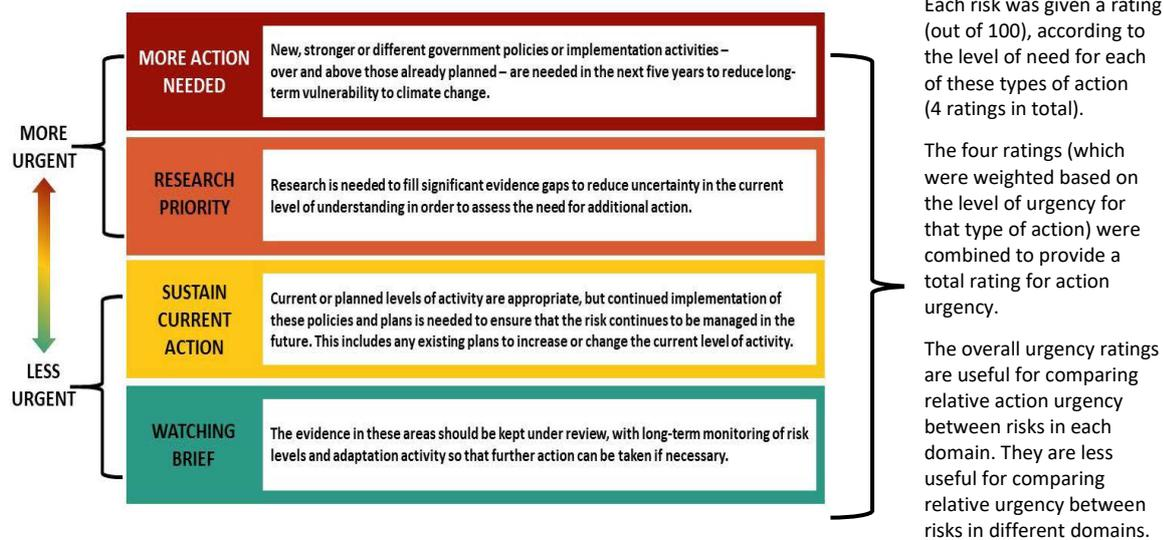 MORE URGENT
LESS URGENT
MORE ACTION
NEEDED
New, stronger or different government policies or implementation activities –
over and above those already planned – are needed in the next five years to reduce long-
term vulnerability to climate change.
RESEARCH
PRIORITY
Research is needed to fill significant evidence gaps to reduce uncertainty in the current
level of understanding in order to assess the need for additional action.
SUSTAIN
CURRENT
ACTION
Current or planned levels of activity are appropriate, but continued implementation of
these policies and plans is needed to ensure that the risk continues to be managed in the
future. This includes any existing plans to increase or change the current level of activity.
WATCHING
BRIEF
The evidence in these areas should be kept under review, with long-term monitoring of risk
levels and adaptation activity so that further action can be taken if necessary.
Each risk was given a rating
(out of 100), according to
the level of need for each
of these types of action
(4 ratings in total).
The four ratings (which
were weighted based on
the level of urgency for
that type of action) were
combined to provide a
total rating for action
urgency.
The overall urgency ratings
are useful for comparing
relative action urgency
between risks in each
domain. They are less
useful for comparing
relative urgency between
risks in different domains.